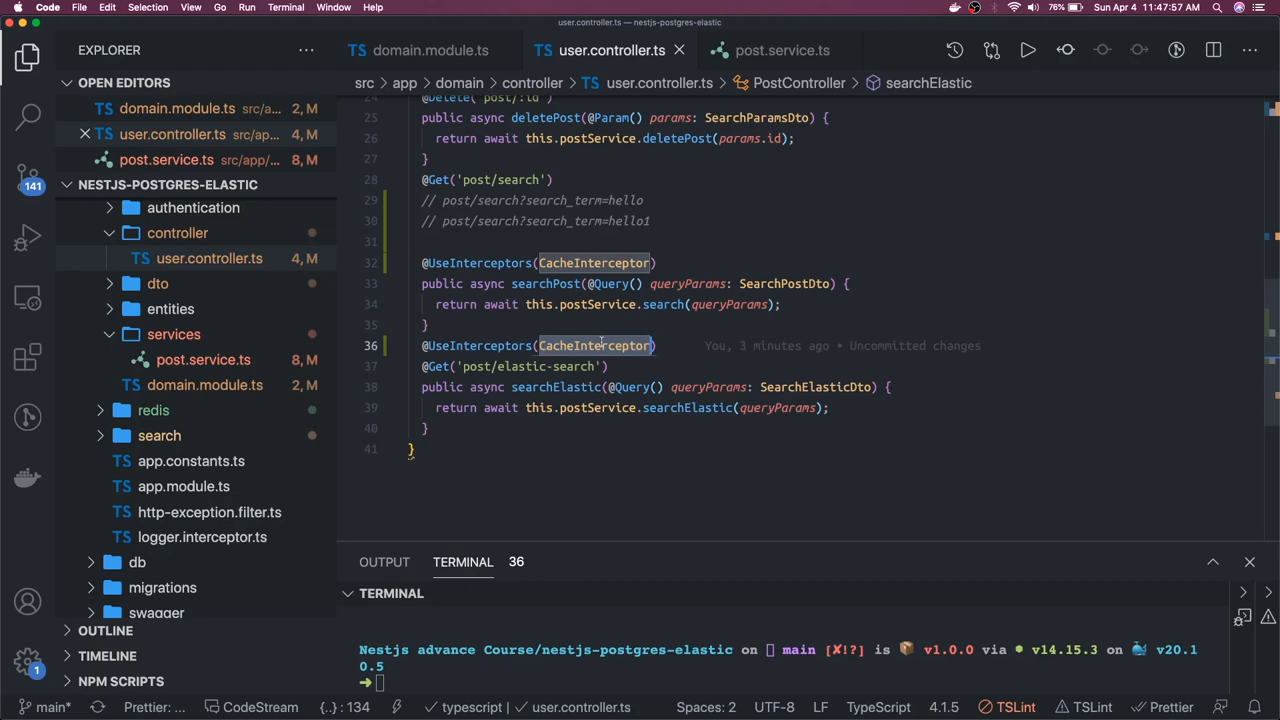 Code File Edit Selection View Go Run Terminal Window Help 76% Sun Apr 4 11:47:57 AM
user.controller.ts — nestjs-postgres-elastic
EXPLORER
domain.module.ts user.controller.ts post.service.ts
src > app > domain > controller > TS user.controller.ts > PostController > searchElastic
OPEN EDITORS
TS domain.module.ts src/a... 2, M
TS user.controller.ts src/ap... 4, M
post.service.ts src/app/... 8, M
NESTJS-POSTGRES-ELASTIC
authentication
controller
TS user.controller.ts 4, M
dto
entities
services
post.service.ts 8, M
TS domain.module.ts 2, M
redis
search
TS app.constants.ts
TS app.module.ts
TS http-exception.filter.ts
TS logger.interceptor.ts
db
migrations
swagger
OUTLINE
TIMELINE
NPM SCRIPTS
141
1
24 @Delete('post/:id')
25 public async deletePost(@Param() params: SearchParamsDto) {
26 return await this.postService.deletePost(params.id);
27 }
28 @Get('post/search')
29 // post/search?search_term=hello
30 // post/search?search_term=hello1
31
32 @UseInterceptors(CacheInterceptor)
33 public async searchPost(@Query() queryParams: SearchPostDto) {
34 return await this.postService.search(queryParams);
35 }
36 @UseInterceptors(CacheInterceptor) You, 3 minutes ago • Uncommitted changes
37 @Get('post/elastic-search')
38 public async searchElastic(@Query() queryParams: SearchElasticDto) {
39 return await this.postService.searchElastic(queryParams);
40 }
41 }
OUTPUT TERMINAL 36
TERMINAL
Nestjs advance Course/nestjs-postgres-elastic on main [✘!?] is 📦 v1.0.0 via v14.15.3 on 🐳 v20.1
0.5
➜
main* Prettier: ... CodeStream {..} : 134 typescript | user.controller.ts Spaces: 2 UTF-8 LF TypeScript 4.1.5 TSLint TSLint Prettier